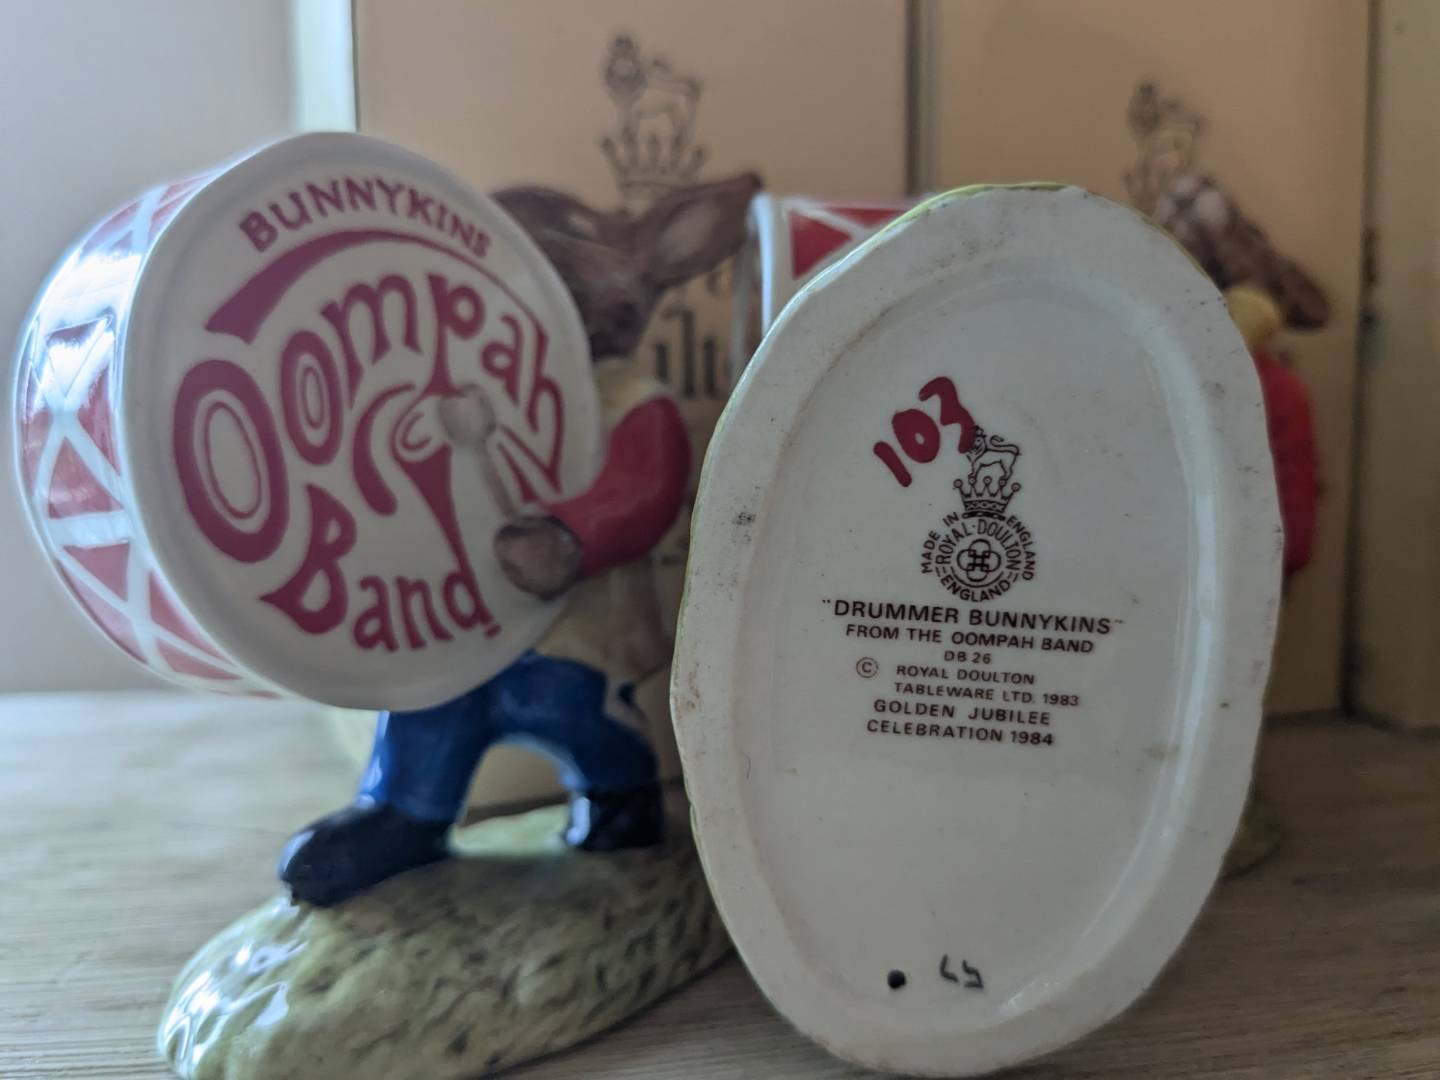 BUNNYKINS
Oompah
Band
103
MADE IN ENGLAND
ROYAL DOULTON
ENGLAND
"DRUMMER BUNNYKINS"
FROM THE OOMPAH BAND
DB 26
© ROYAL DOULTON
TABLEWARE LTD. 1983
GOLDEN JUBILEE
CELEBRATION 1984